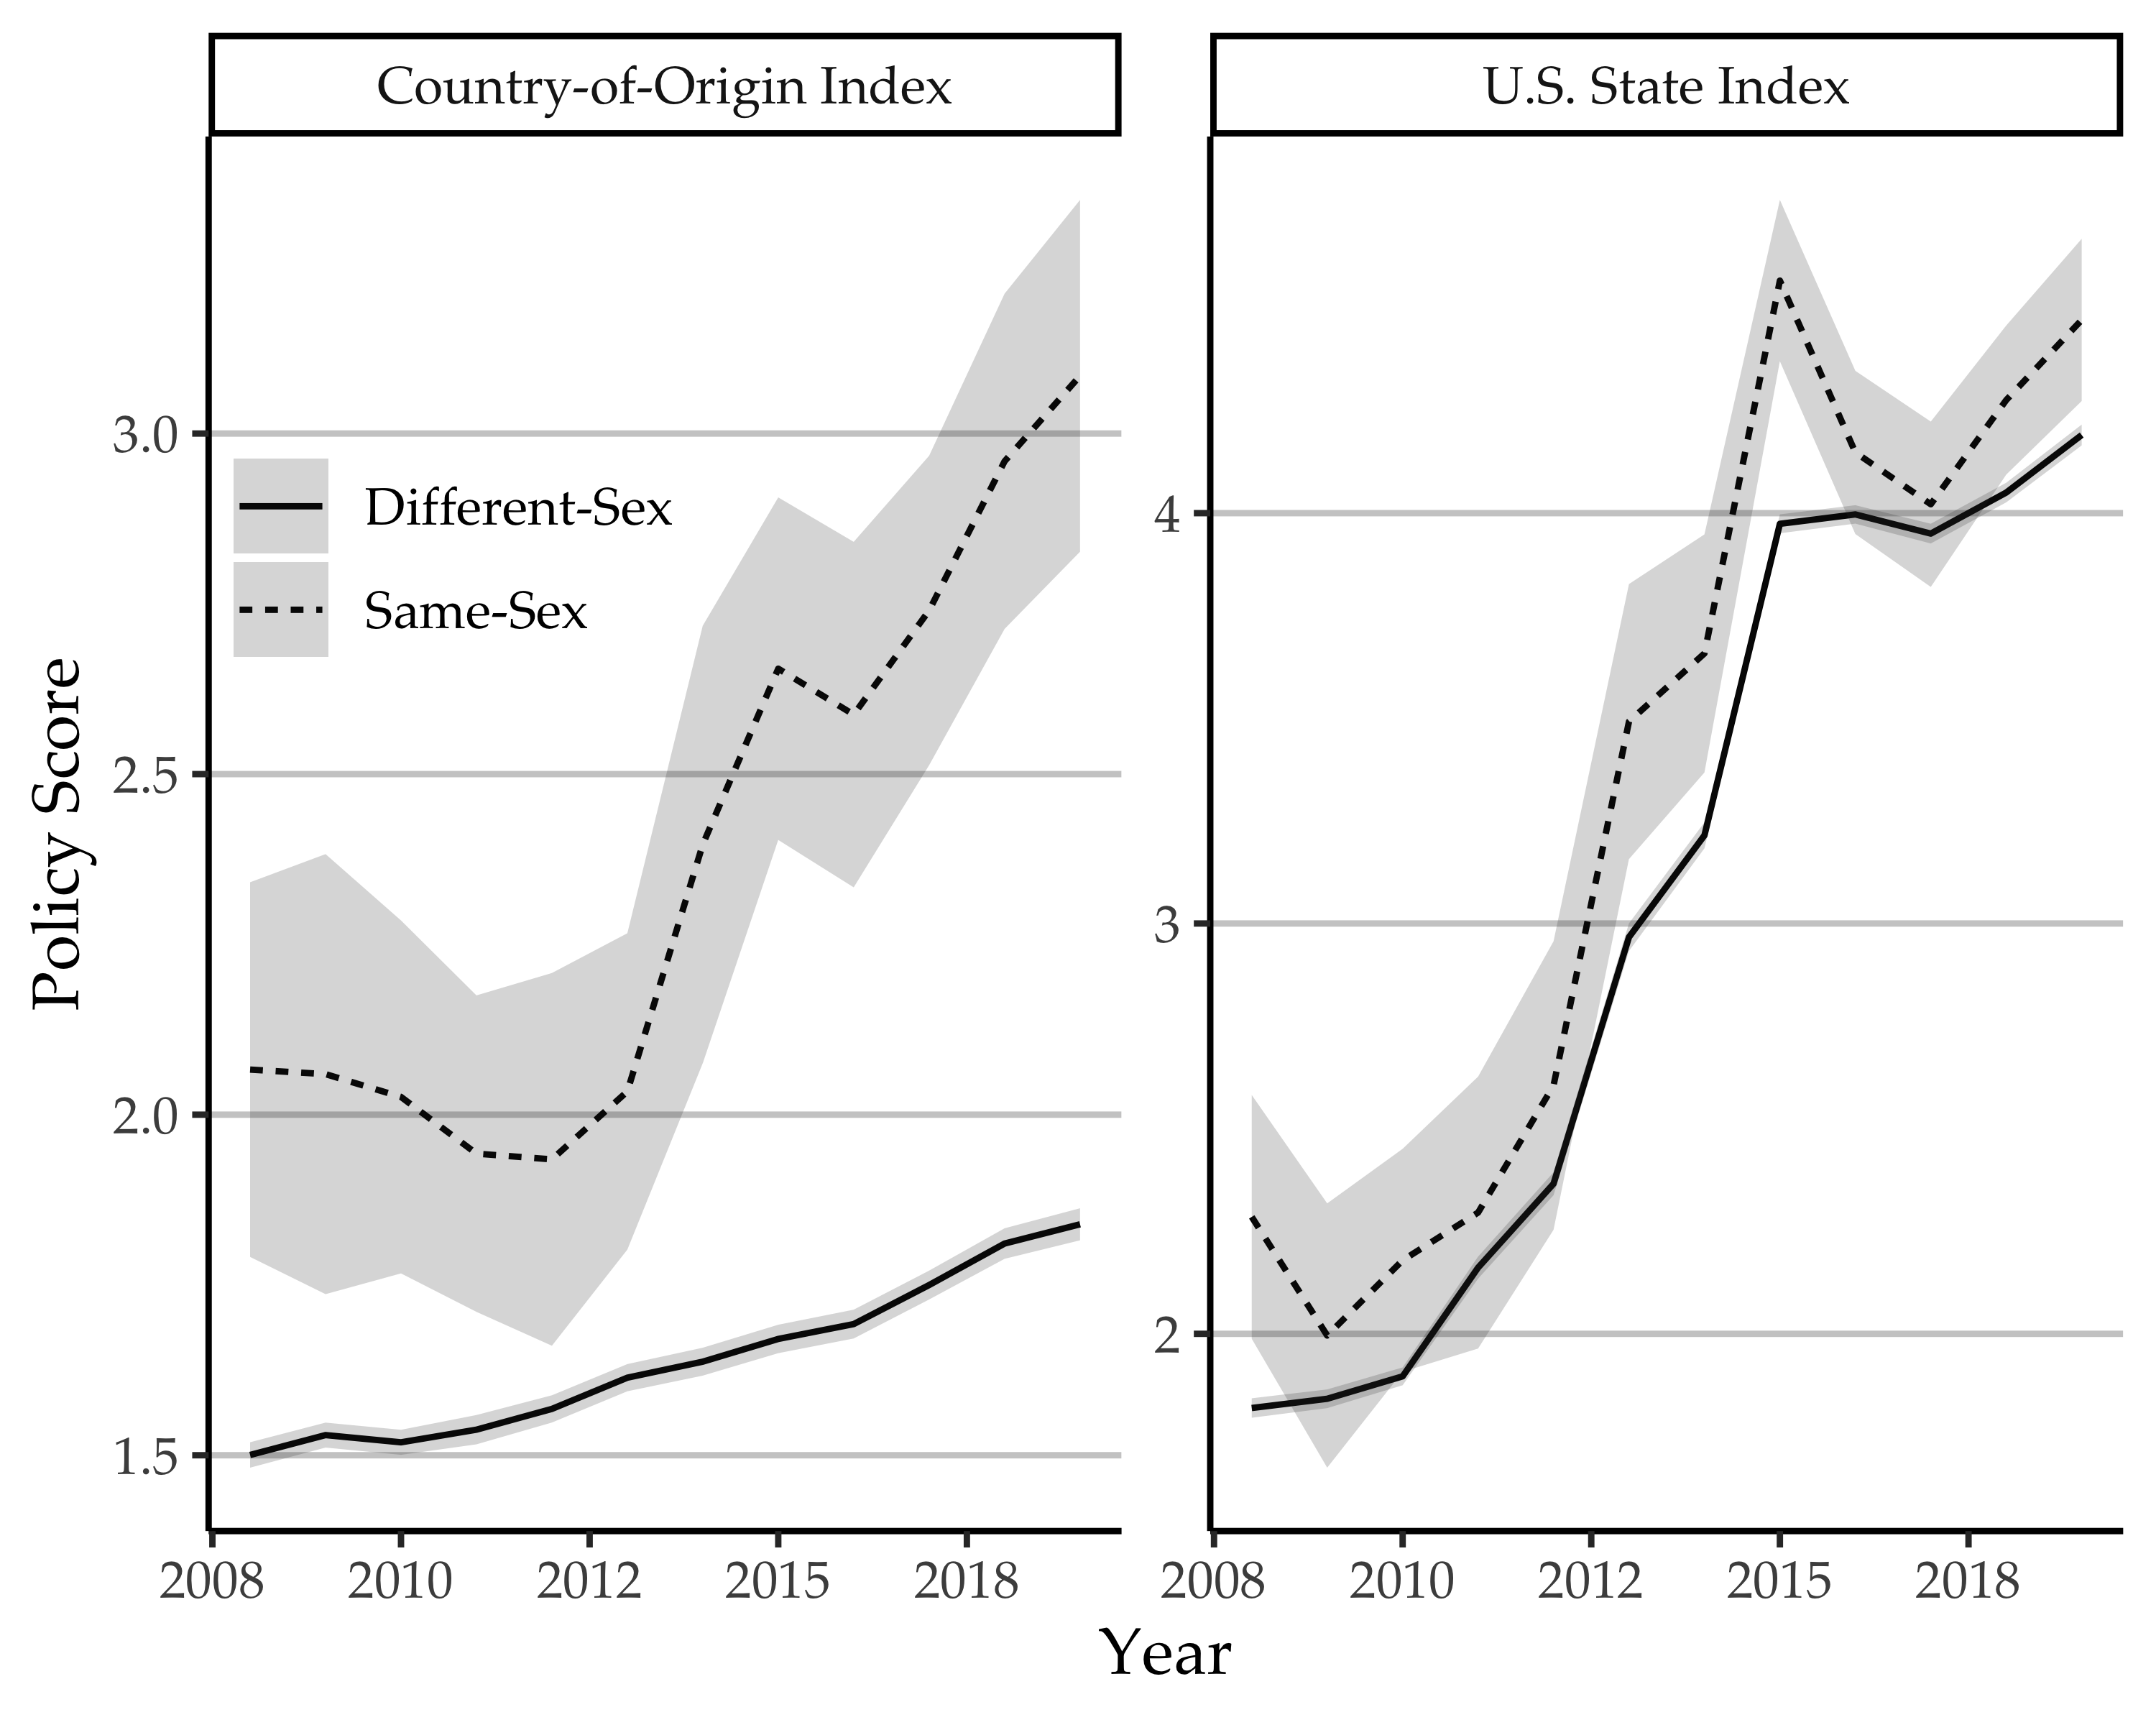 Country-of-Origin Index
U.S. State Index
Policy Score
3.0
2.5
2.0
1.5
Different-Sex
Same-Sex
4
3
2
2008 2010 2012 2015 2018
2008 2010 2012 2015 2018
Year